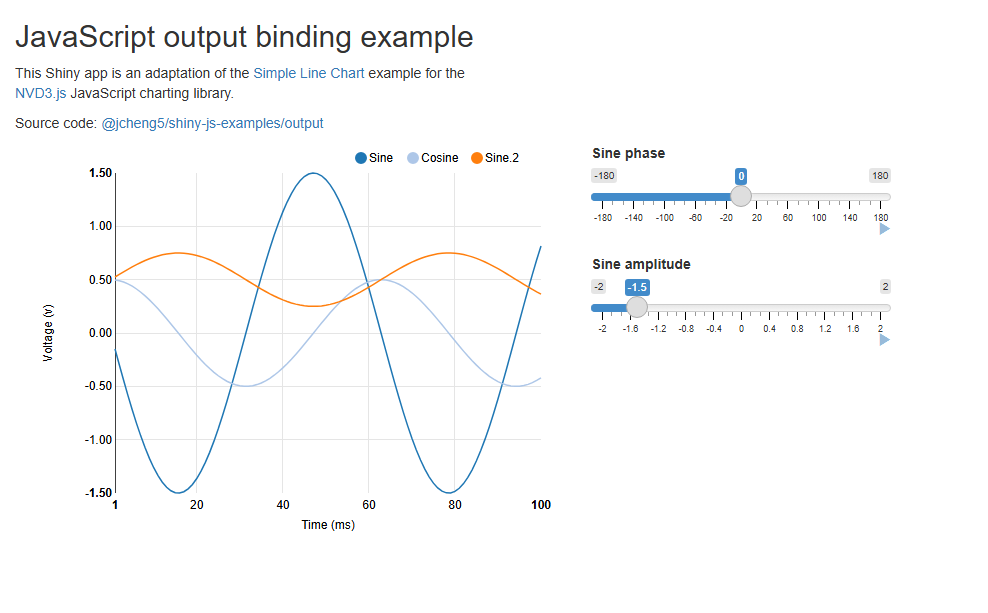 JavaScript output binding example
This Shiny app is an adaptation of the Simple Line Chart example for the
NVD3.js JavaScript charting library.
Source code: @jcheng5/shiny-js-examples/output
Sine Cosine Sine.2
1.50
1.00
0.50
0.00
-0.50
-1.00
-1.50
Voltage (v)
1 20 40 60 80 100
Time (ms)
Sine phase
-180 0 180
-180 -140 -100 -60 -20 20 60 100 140 180
Sine amplitude
-2 -1.5 2
-2 -1.6 -1.2 -0.8 -0.4 0 0.4 0.8 1.2 1.6 2